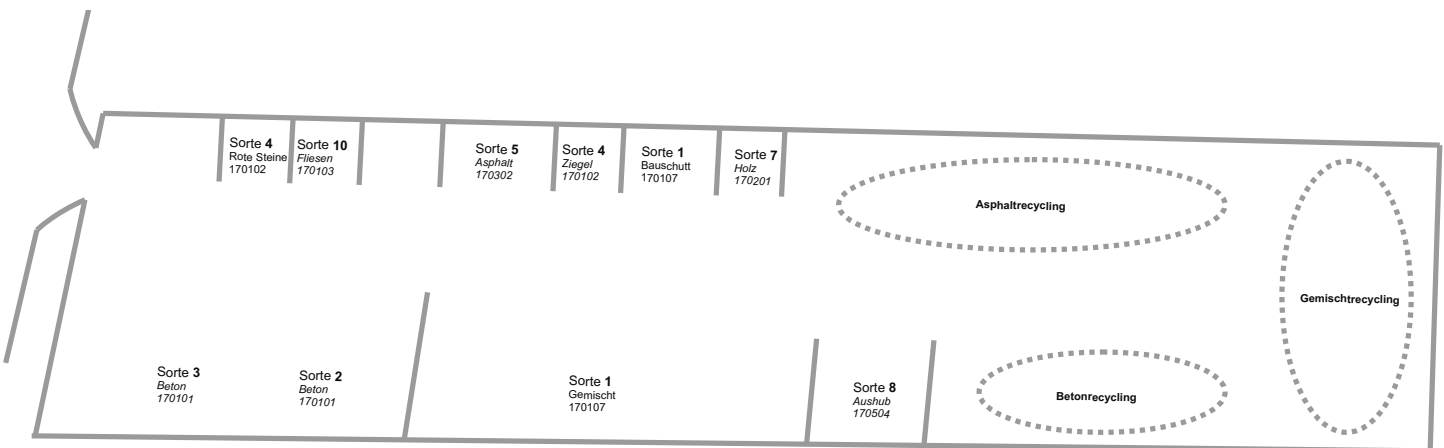 Sorte 4
Rote Steine
170102
Sorte 10
Fliesen
170103
Sorte 5
Asphalt
170302
Sorte 4
Ziegel
170102
Sorte 1
Bauschutt
170107
Sorte 7
Holz
170201
Asphaltrecycling
Gemischtrecycling
Sorte 3
Beton
170101
Sorte 2
Beton
170101
Sorte 1
Gemischt
170107
Sorte 8
Aushub
170504
Betonrecycling